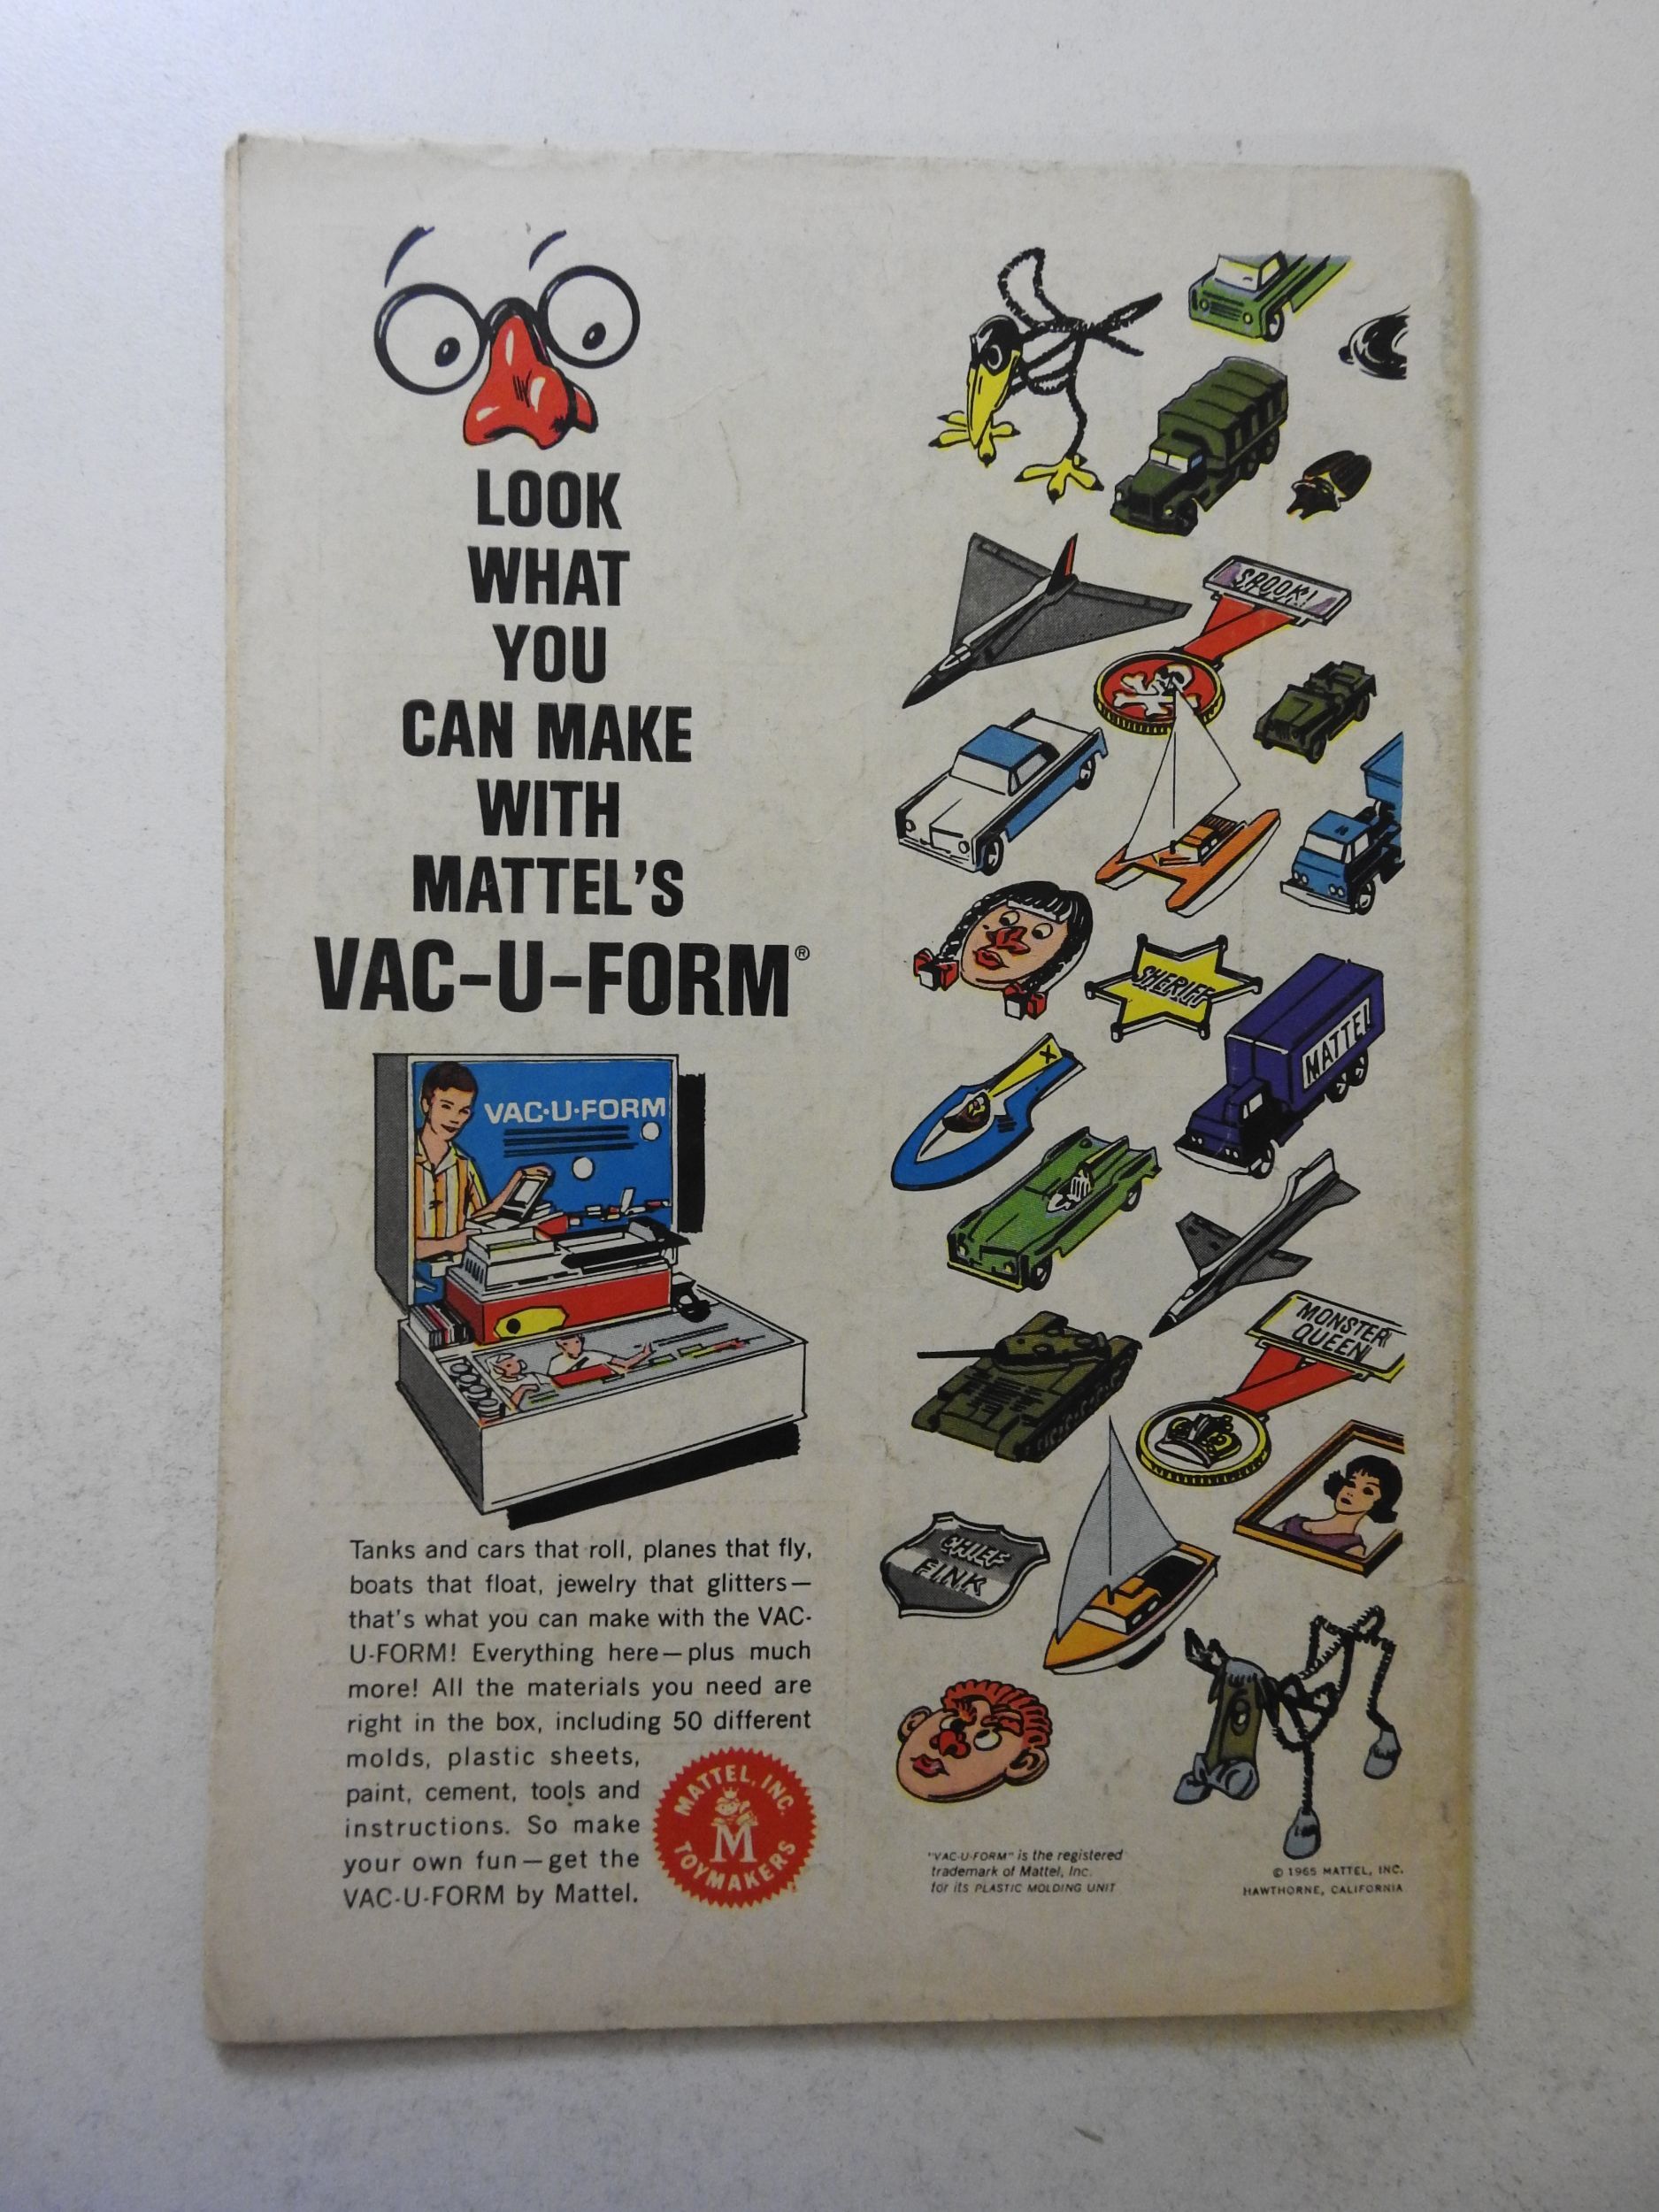 LOOK
WHAT
YOU
CAN MAKE
WITH
MATTEL'S
VAC-U-FORM®
VAC·U·FORM
Tanks and cars that roll, planes that fly,
boats that float, jewelry that glitters—
that's what you can make with the VAC-
U-FORM! Everything here—plus much
more! All the materials you need are
right in the box, including 50 different
molds, plastic sheets,
paint, cement, tools and
instructions. So make
your own fun—get the
VAC-U-FORM by Mattel.
MATTEL, INC.
M
TOYMAKERS
SPOOK!
SHERIFF
MATTEL
X
MONSTER
QUEEN
CHIEF
FINK
"VAC-U-FORM" is the registered
trademark of Mattel, Inc.
for its PLASTIC MOLDING UNIT
© 1965 MATTEL, INC.
HAWTHORNE, CALIFORNIA